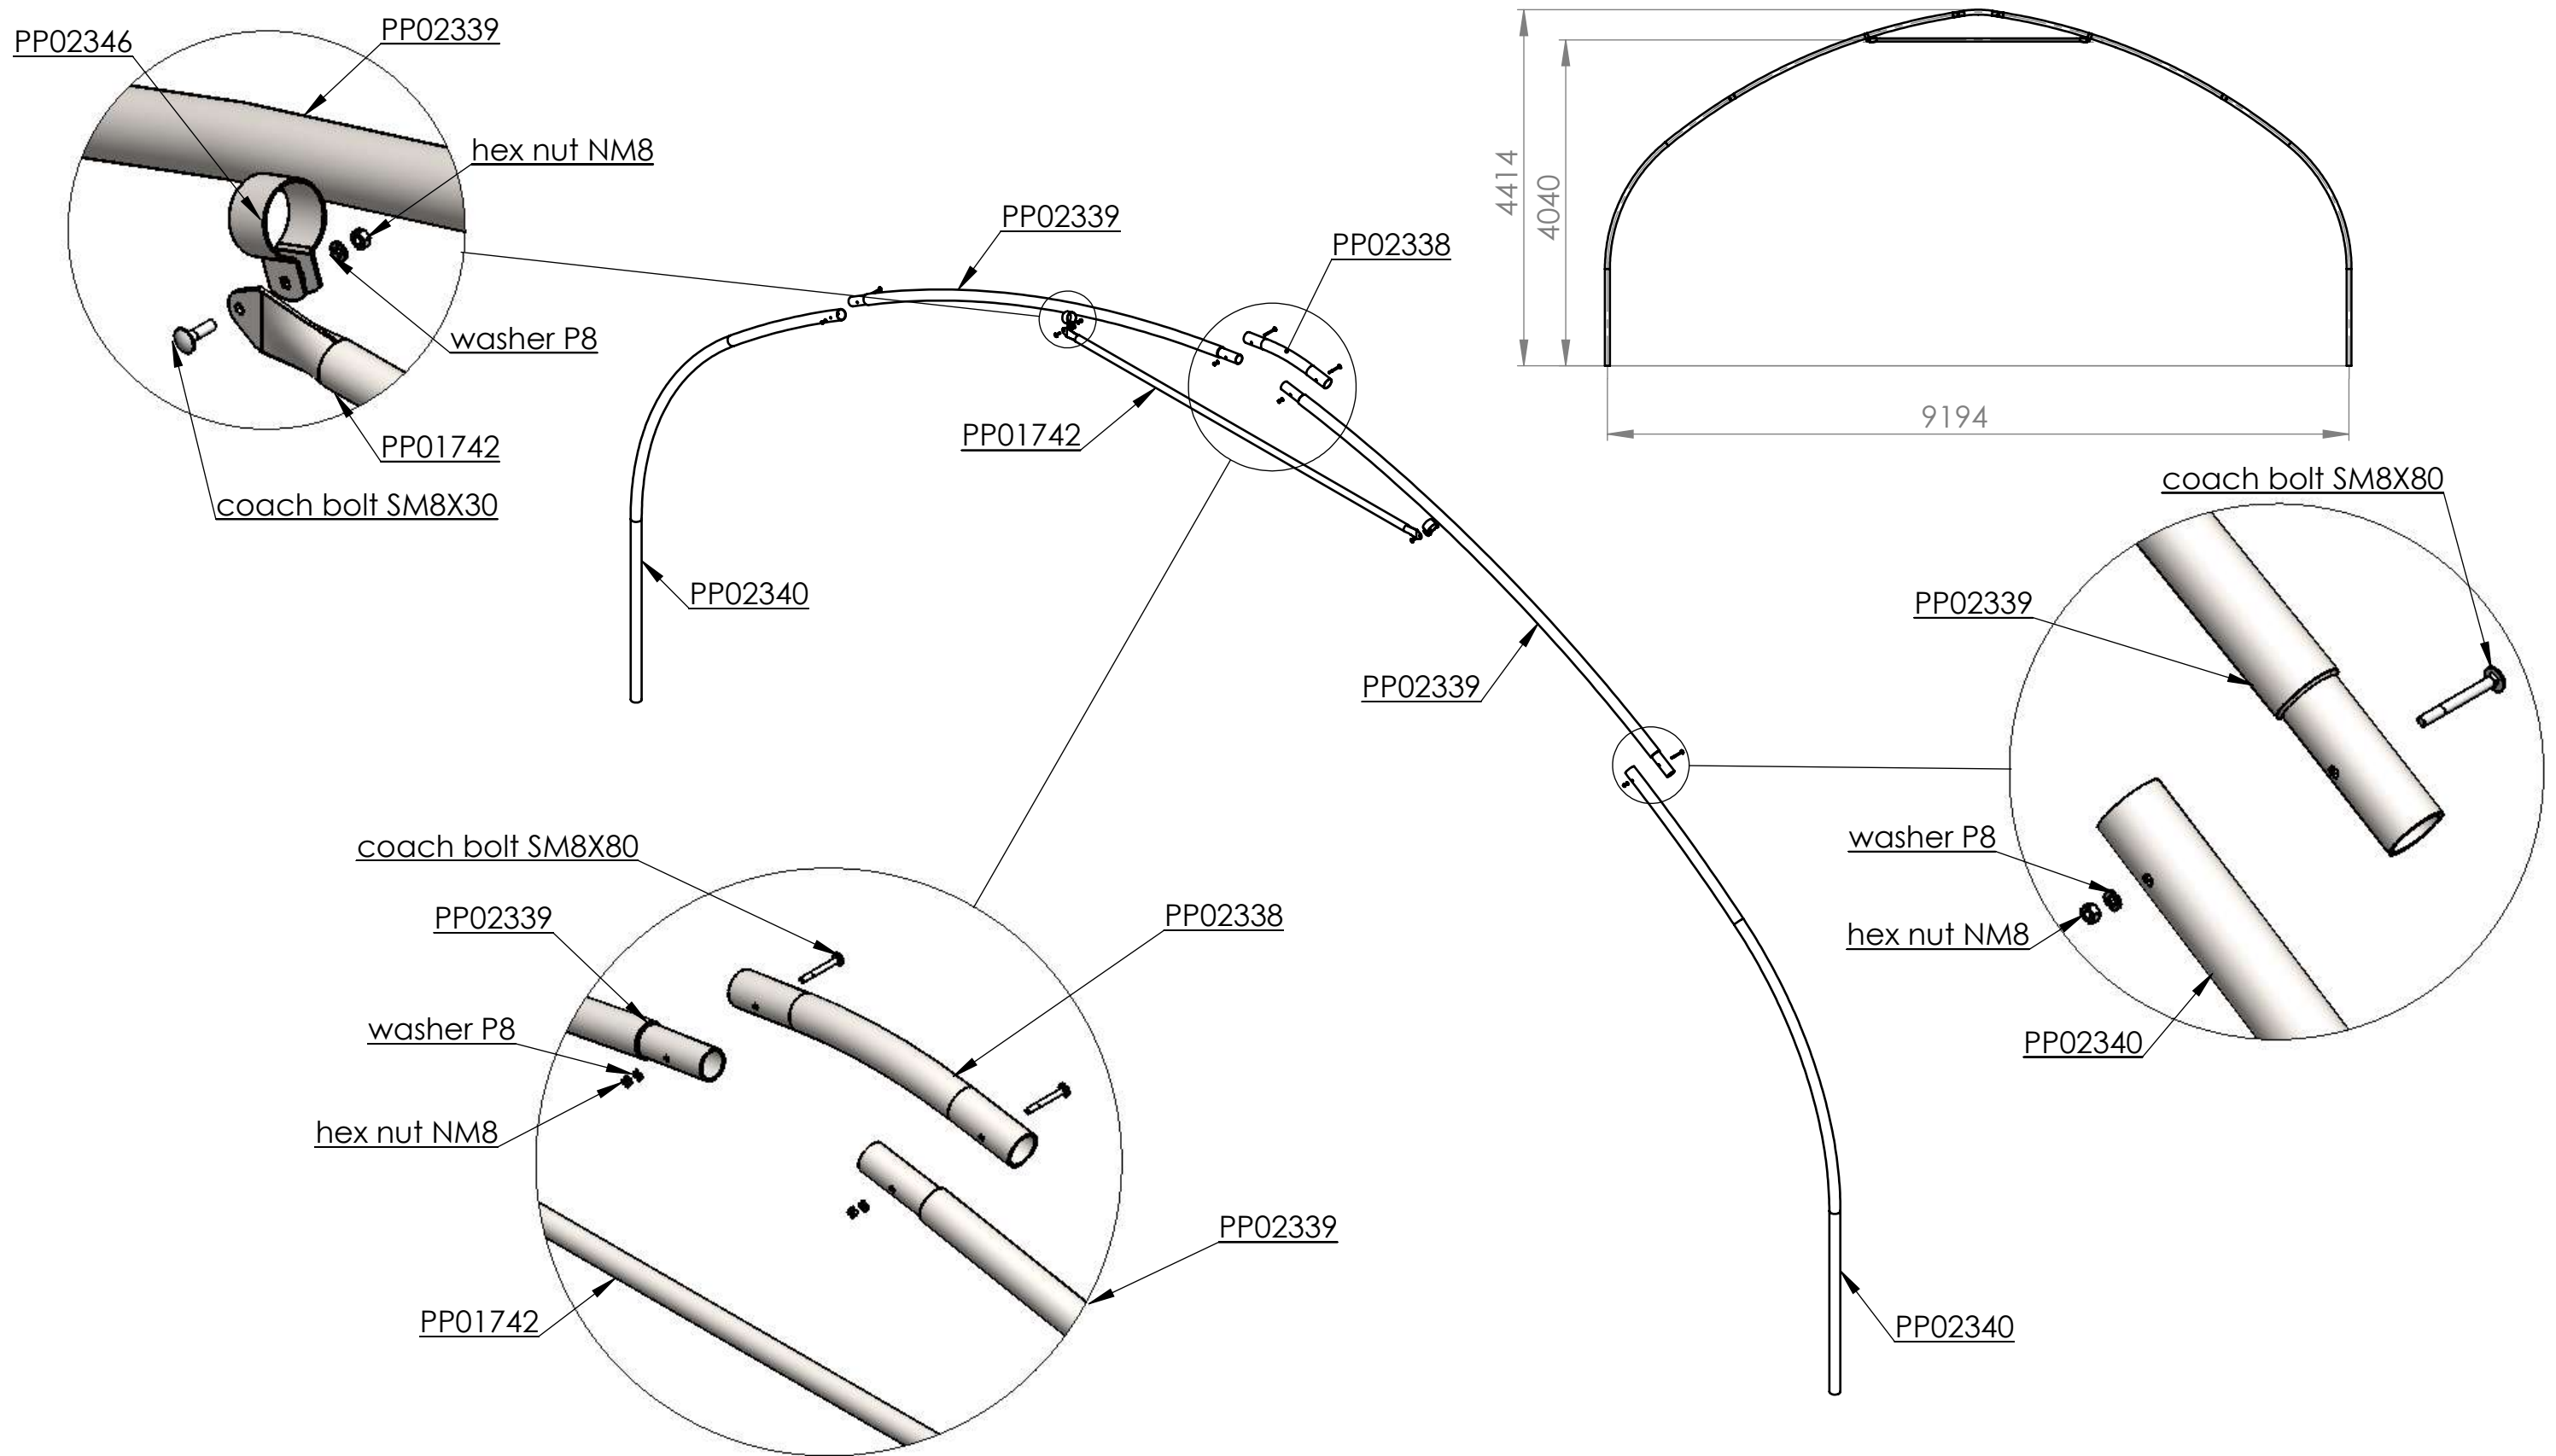 PP02346
PP02339
hex nut NM8
washer P8
PP01742
coach bolt SM8X30
PP02339
PP02338
PP01742
PP02340
PP02339
4414
4040
9194
coach bolt SM8X80
PP02339
washer P8
hex nut NM8
PP02340
coach bolt SM8X80
PP02339
PP02338
washer P8
hex nut NM8
PP02339
PP01742
PP02340